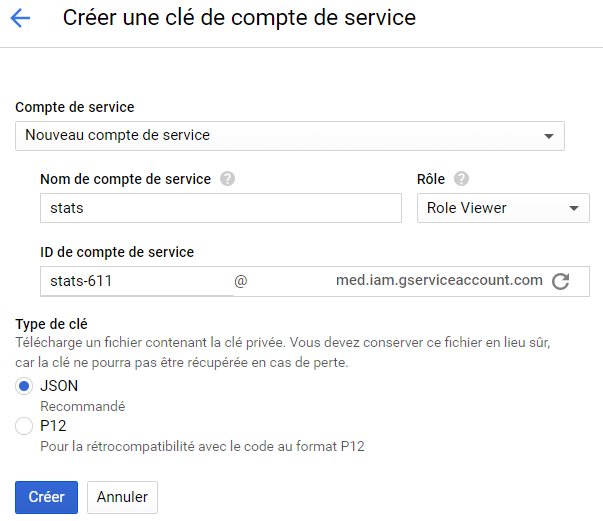 Créer une clé de compte de service
Compte de service
Nouveau compte de service
Nom de compte de service Rôle
stats Role Viewer
ID de compte de service
stats-611 @ med.iam.gserviceaccount.com
Type de clé
Télécharge un fichier contenant la clé privée. Vous devez conserver ce fichier en lieu sûr,
car la clé ne pourra pas être récupérée en cas de perte.
JSON
Recommandé
P12
Pour la rétrocompatibilité avec le code au format P12
Créer Annuler